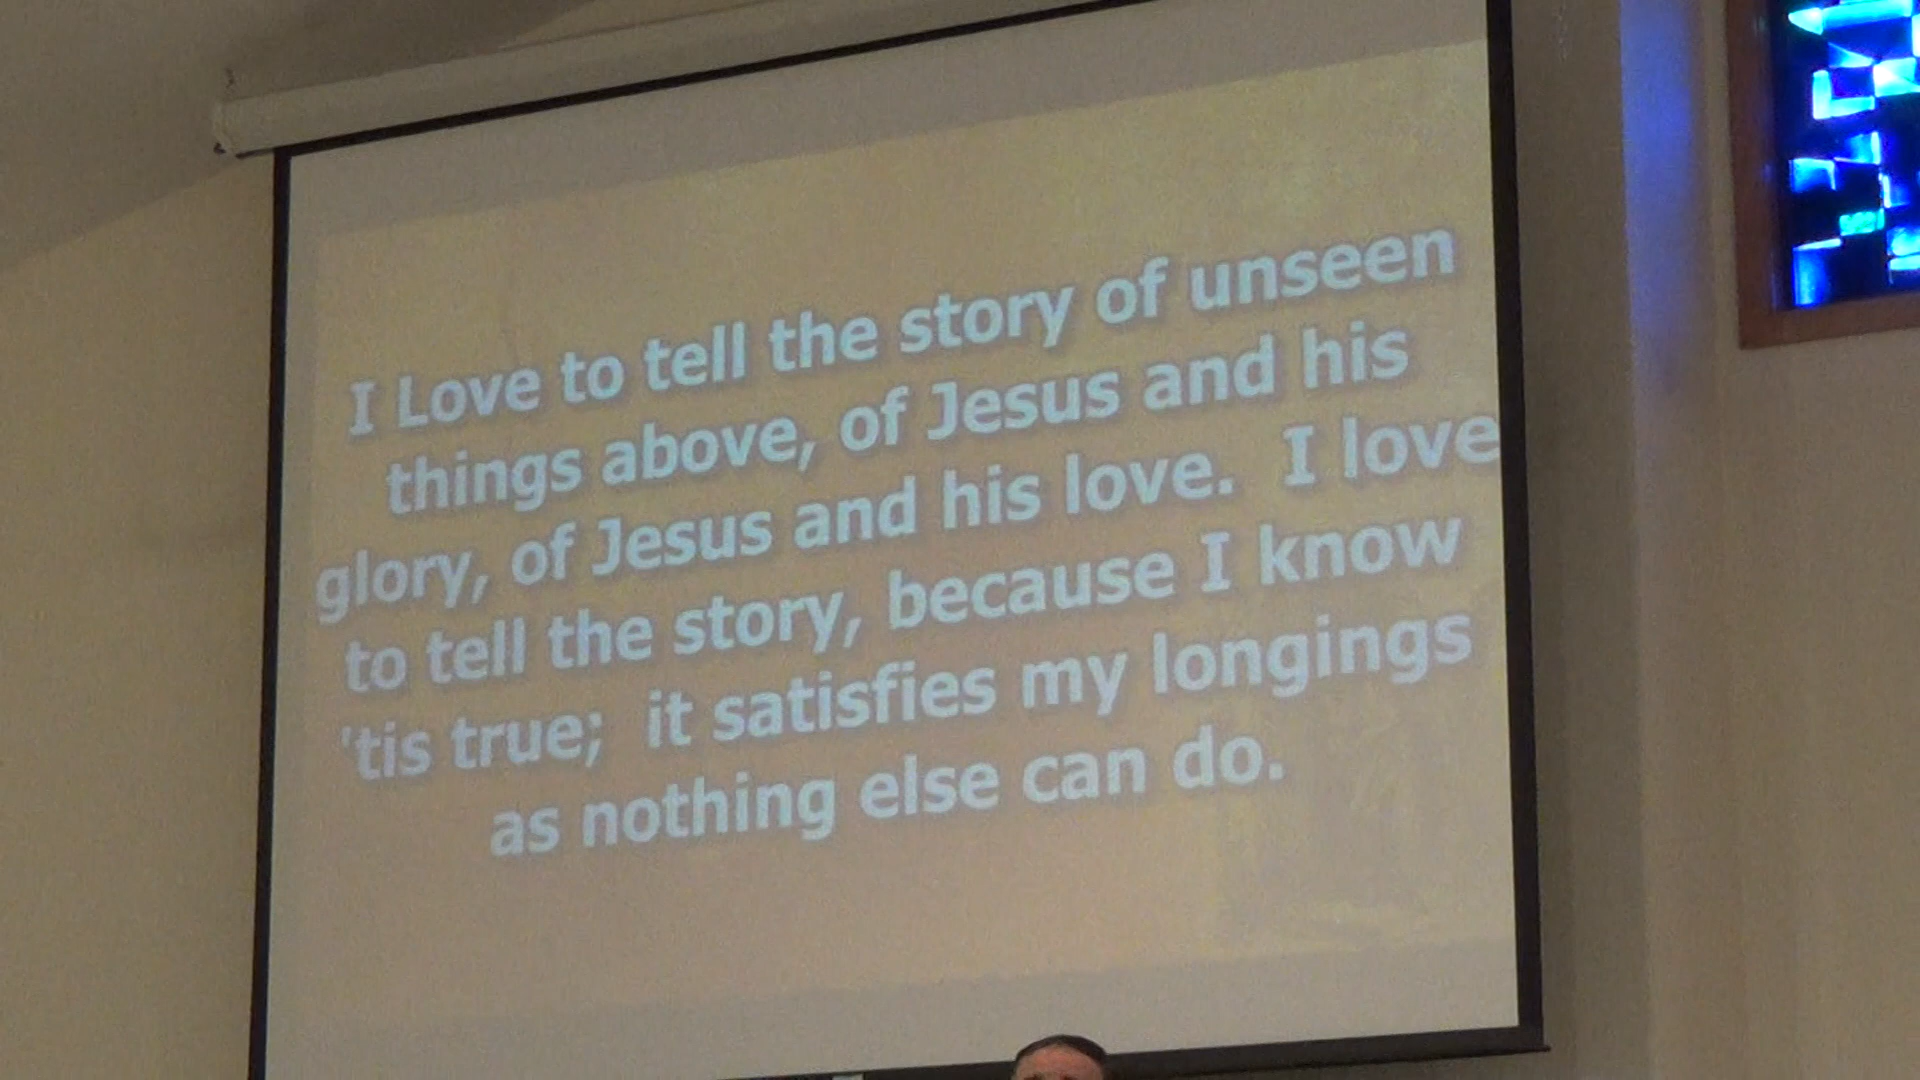 I Love to tell the story of unseen
things above, of Jesus and his
glory, of Jesus and his love.  I love
to tell the story, because I know
'tis true;  it satisfies my longings
as nothing else can do.